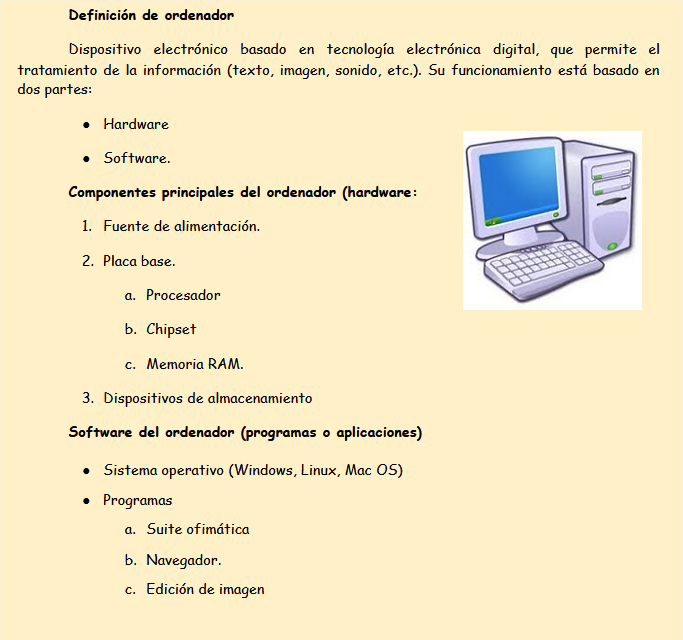 Definición de ordenador
Dispositivo electrónico basado en tecnología electrónica digital, que permite el
tratamiento de la información (texto, imagen, sonido, etc.). Su funcionamiento está basado en
dos partes:
• Hardware
• Software.
Componentes principales del ordenador (hardware:
1. Fuente de alimentación.
2. Placa base.
a. Procesador
b. Chipset
c. Memoria RAM.
3. Dispositivos de almacenamiento
Software del ordenador (programas o aplicaciones)
• Sistema operativo (Windows, Linux, Mac OS)
• Programas
a. Suite ofimática
b. Navegador.
c. Edición de imagen